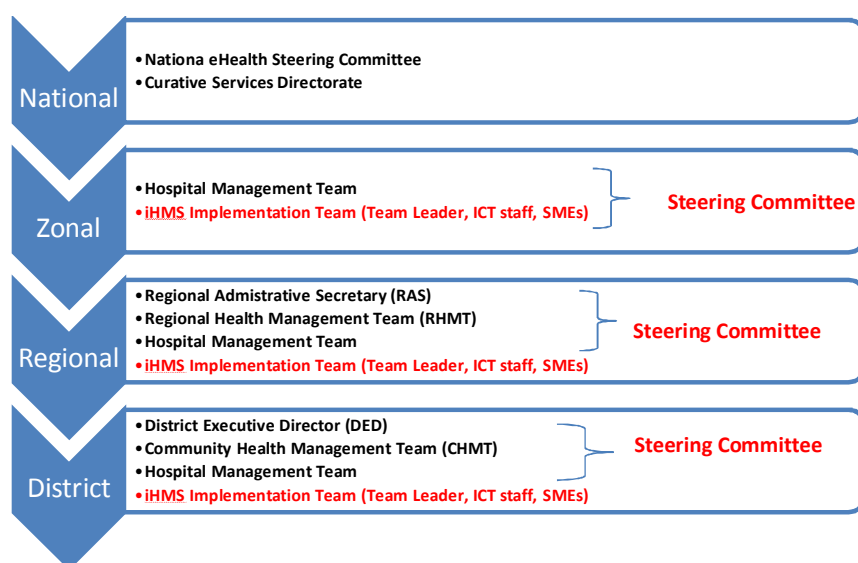 National
•Nationa eHealth Steering Committee
•Curative Services Directorate
Zonal
•Hospital Management Team
•iHMS Implementation Team (Team Leader, ICT staff, SMEs)
Steering Committee
Regional
•Regional Admistrative Secretary (RAS)
•Regional Health Management Team (RHMT)
•Hospital Management Team
•iHMS Implementation Team (Team Leader, ICT staff, SMEs)
Steering Committee
District
•District Executive Director (DED)
•Community Health Management Team (CHMT)
•Hospital Management Team
•iHMS Implementation Team (Team Leader, ICT staff, SMEs)
Steering Committee